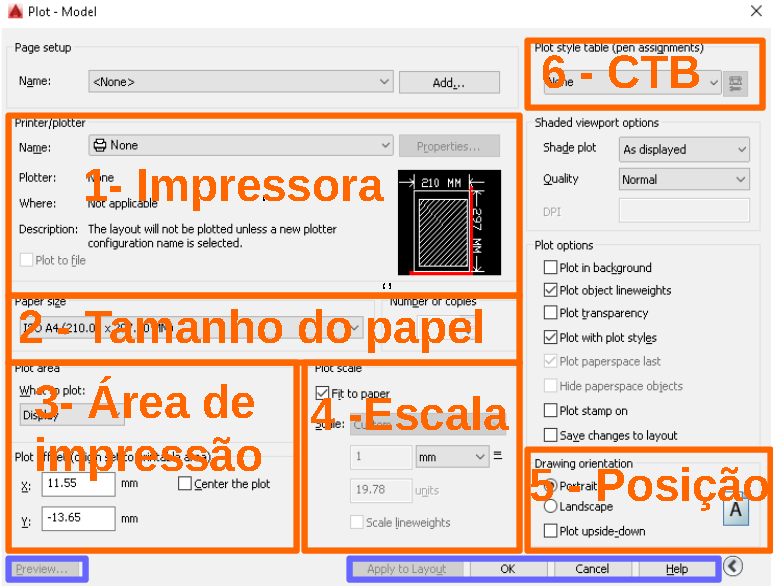 Plot - Model
Page setup
Name: <None> Add...
Plot style table (pen assignments)
6 - CTB
None
Printer/plotter
Name: None Properties...
Plotter: None
1- Impressora
Where: Not applicable
Description: The layout will not be plotted unless a new plotter
configuration name is selected.
Plot to file
210 MM
297 MM
Shaded viewport options
Shade plot As displayed
Quality Normal
DPI
Paper size
Number of copies
2 - Tamanho do papel
ISO A4
Plot options
Plot in background
Plot object lineweights
Plot transparency
Plot with plot styles
Plot paperspace last
Hide paperspace objects
Plot stamp on
Save changes to layout
Plot area
What to plot:
Display
3- Área de
impressão
Plot offset (origin set to printable area)
X: 11.55 mm Center the plot
Y: -13.65 mm
Plot scale
Fit to paper
4 -Escala
Scale: Custom
1 mm =
19.78 units
Scale lineweights
Drawing orientation
5 - Posição
Portrait
Landscape
A
Plot upside-down
Preview... Apply to Layout OK Cancel Help